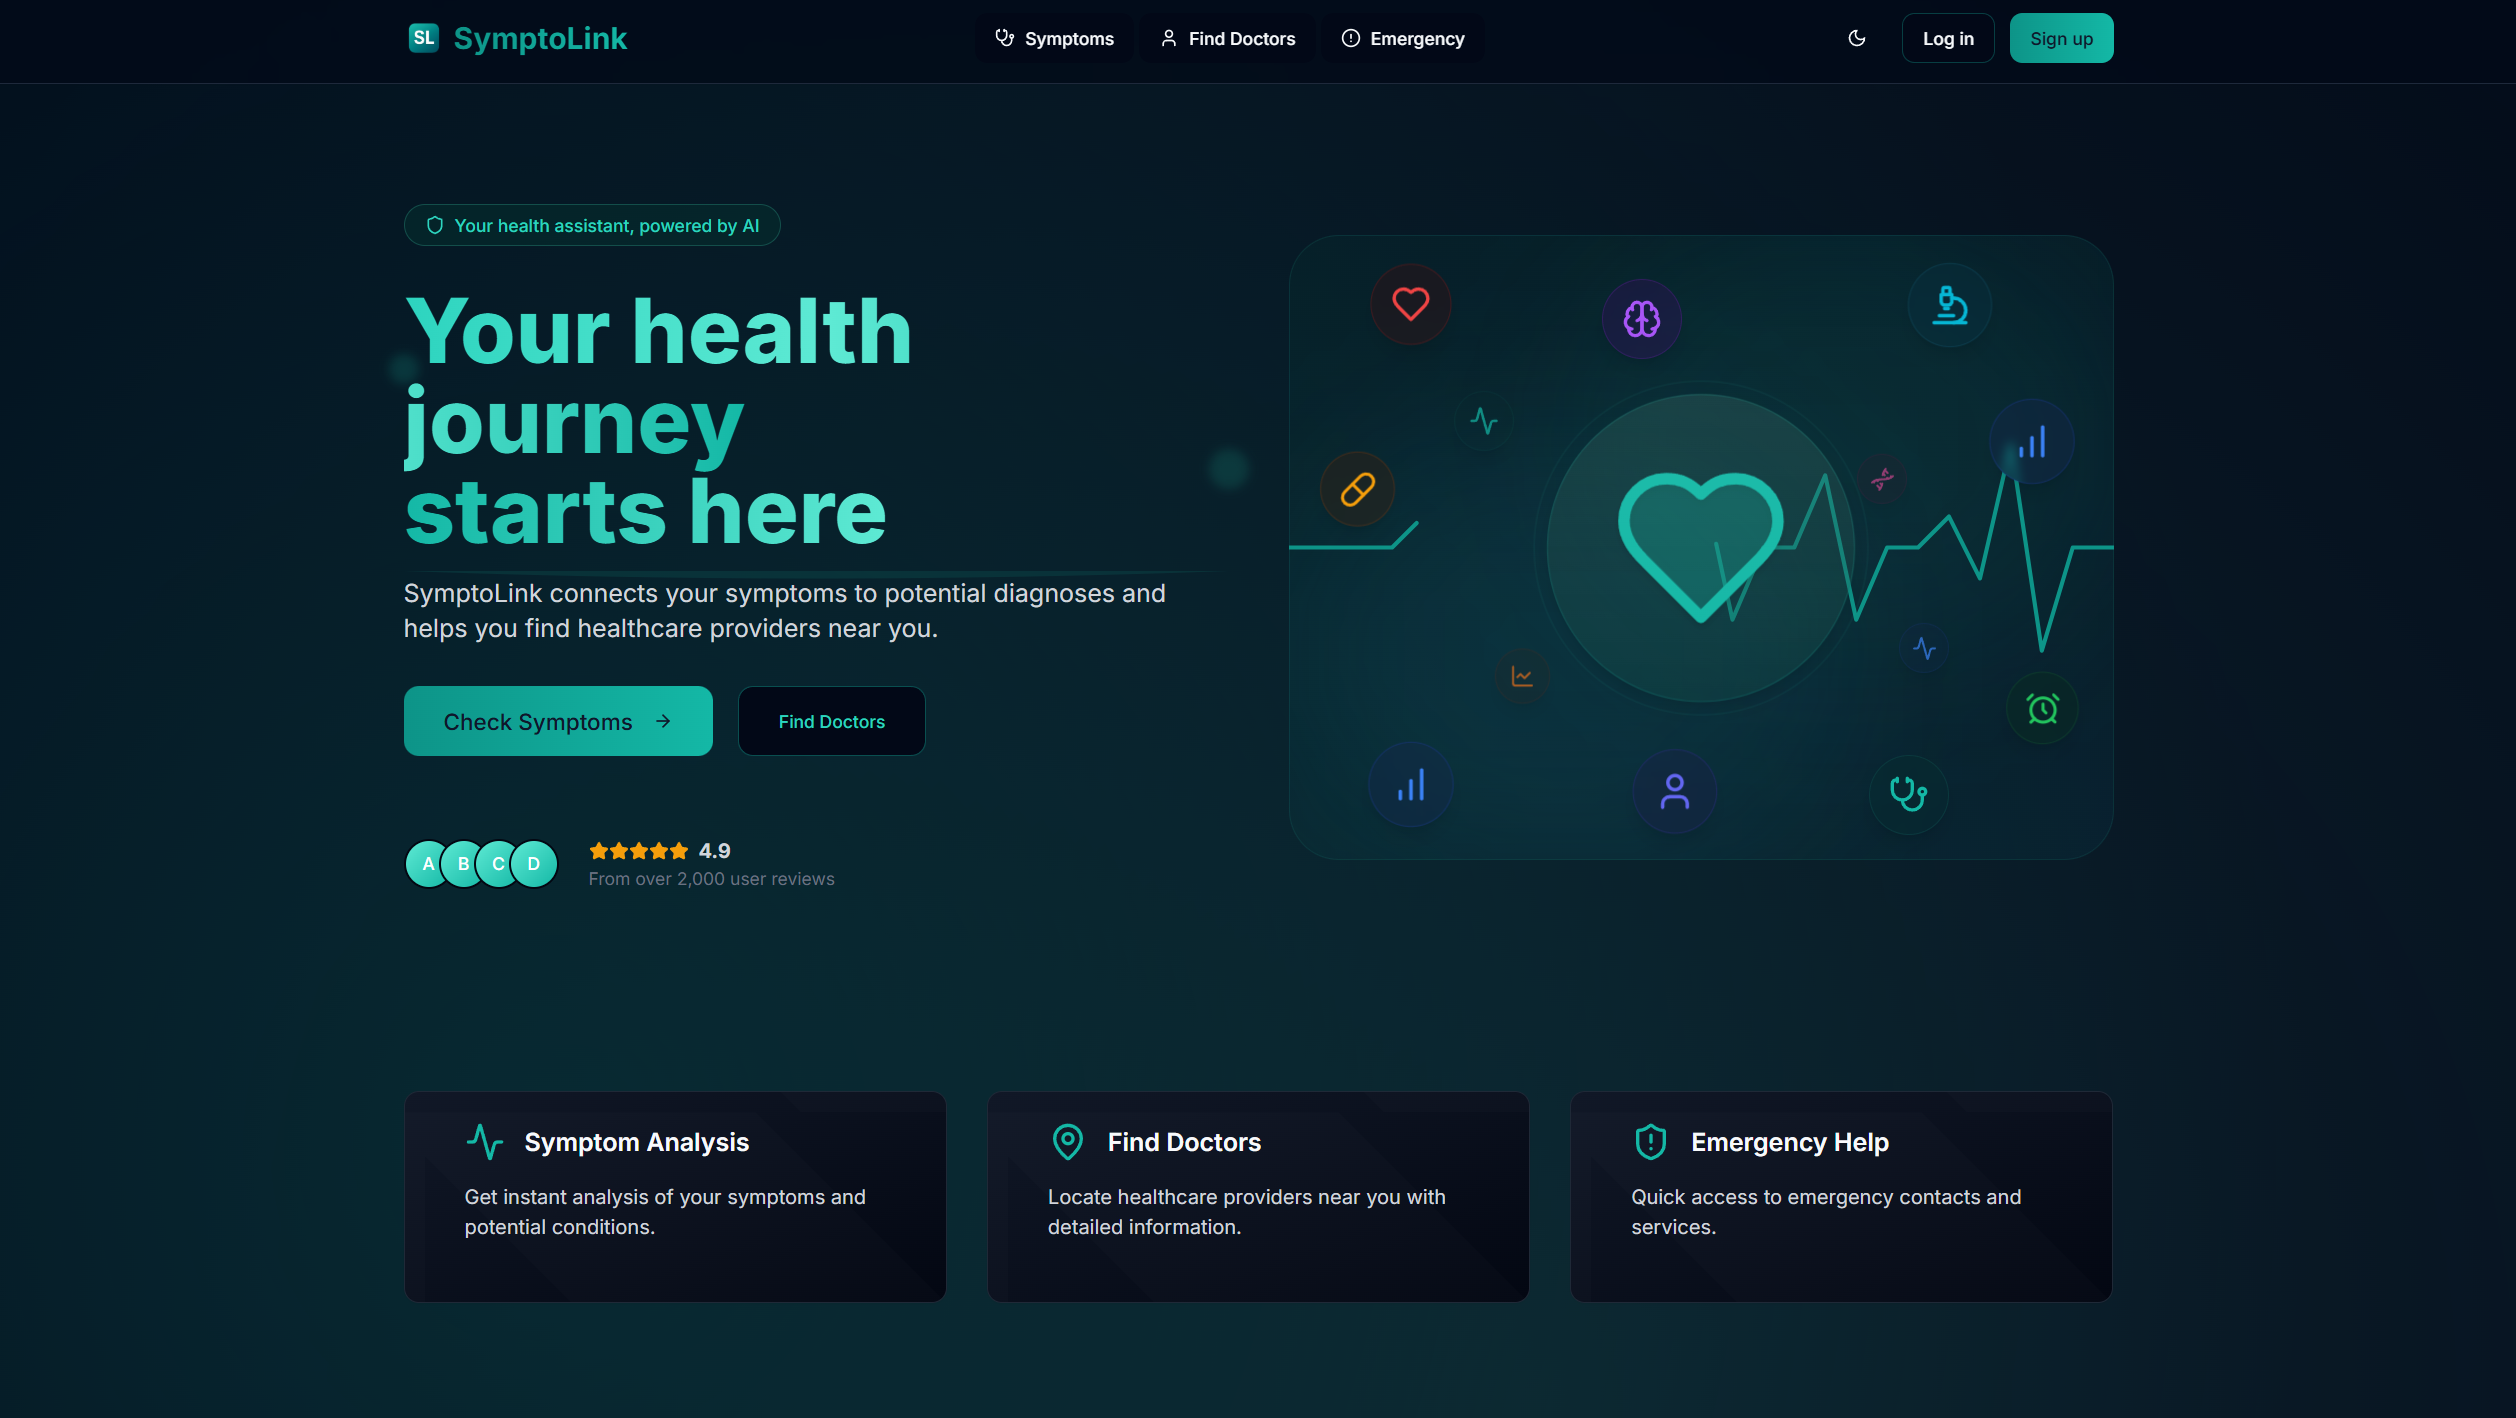 SL SymptoLink
Symptoms
Find Doctors
Emergency
Log in
Sign up
Your health assistant, powered by AI
Your health
journey
starts here
SymptoLink connects your symptoms to potential diagnoses and
helps you find healthcare providers near you.
Check Symptoms
Find Doctors
A B C D
4.9
From over 2,000 user reviews
Symptom Analysis
Get instant analysis of your symptoms and
potential conditions.
Find Doctors
Locate healthcare providers near you with
detailed information.
Emergency Help
Quick access to emergency contacts and
services.